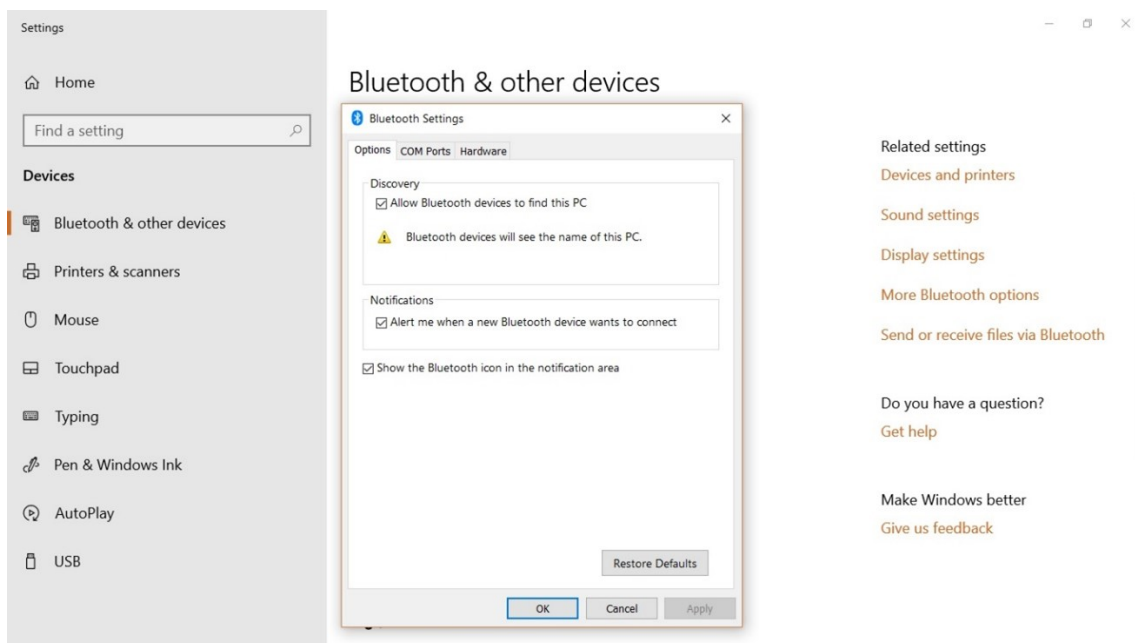 Settings
Home
Find a setting
Devices
Bluetooth & other devices
Printers & scanners
Mouse
Touchpad
Typing
Pen & Windows Ink
AutoPlay
USB
Bluetooth & other devices
Bluetooth Settings
Options COM Ports Hardware
Discovery
Allow Bluetooth devices to find this PC
Bluetooth devices will see the name of this PC.
Notifications
Alert me when a new Bluetooth device wants to connect
Show the Bluetooth icon in the notification area
Restore Defaults
OK Cancel Apply
Related settings
Devices and printers
Sound settings
Display settings
More Bluetooth options
Send or receive files via Bluetooth
Do you have a question?
Get help
Make Windows better
Give us feedback